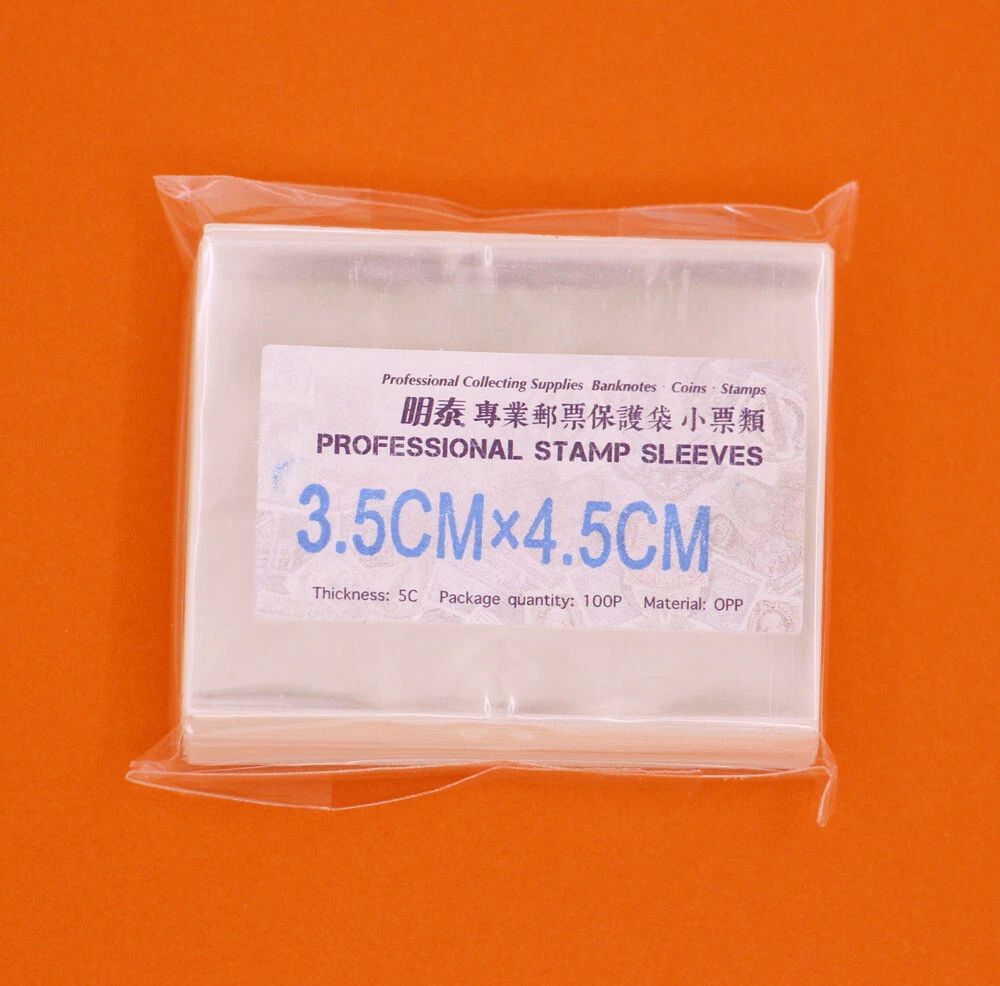 Professional Collecting Supplies Banknotes · Coins · Stamps
明泰 專業郵票保護袋 小票類
PROFESSIONAL STAMP SLEEVES
3.5CM×4.5CM
Thickness: 5C Package quantity: 100P Material: OPP